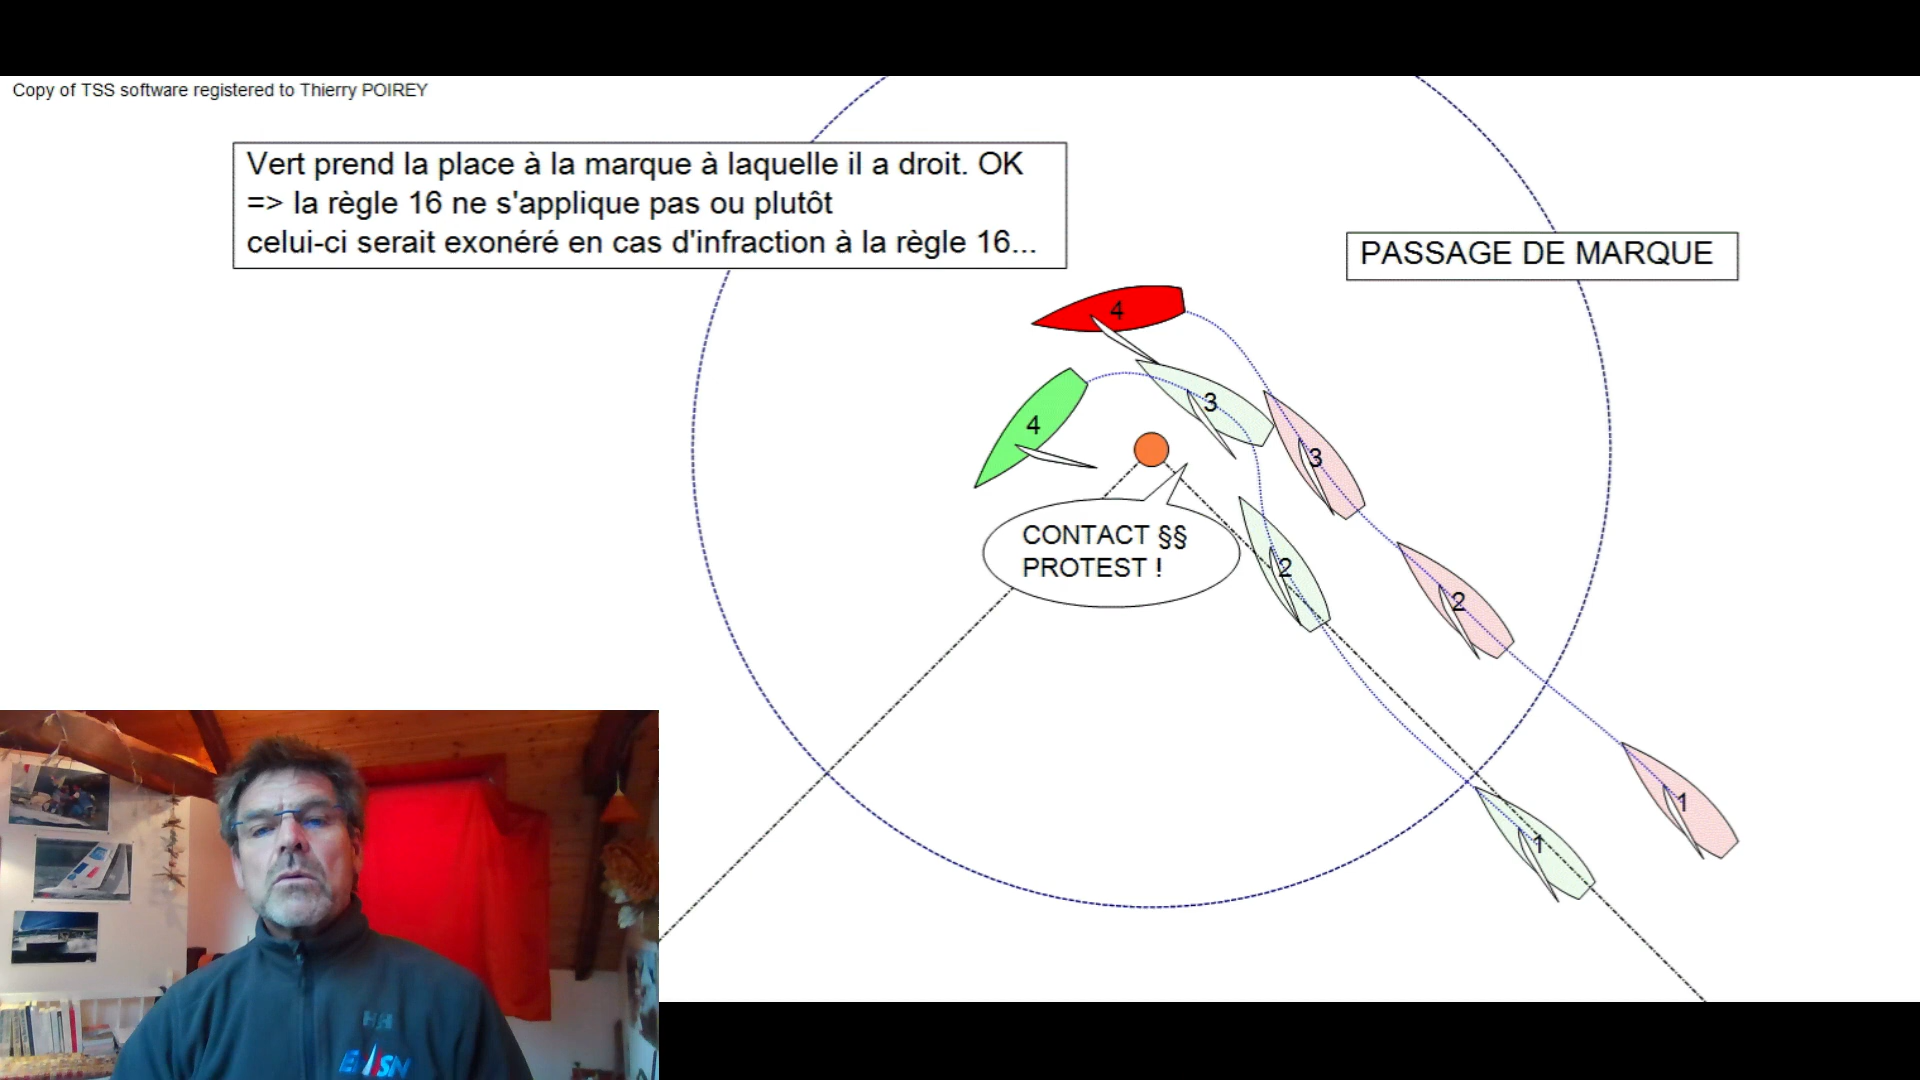 Copy of TSS software registered to Thierry POIREY
Vert prend la place à la marque à laquelle il a droit. OK
=> la règle 16 ne s'applique pas ou plutôt
celui-ci serait exonéré en cas d'infraction à la règle 16...
PASSAGE DE MARQUE
4
3
4
3
CONTACT §§
PROTEST !
2
2
1
1
HH